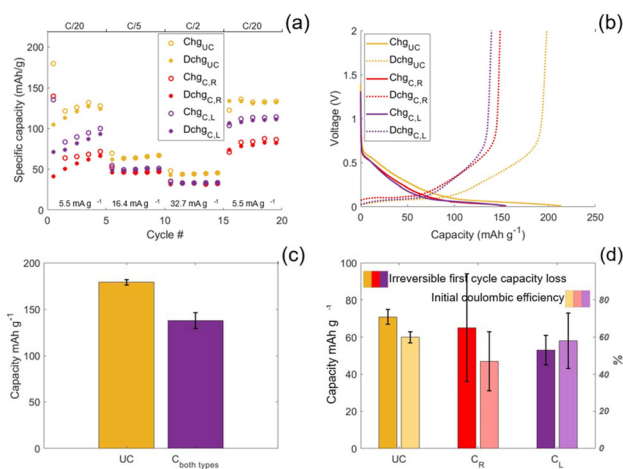 (a)
C/20 C/5 C/2 C/20
Specific capacity (mAh/g)
200
150
100
50
0
Chg_UC
Dchg_UC
Chg_C,R
Dchg_C,R
Chg_C,L
Dchg_C,L
5.5 mA g⁻¹ 16.4 mA g⁻¹ 32.7 mA g⁻¹ 5.5 mA g⁻¹
0 5 10 15 20
Cycle #
(b)
Voltage (V)
2
1.5
1
0.5
0
Chg_UC
Dchg_UC
Chg_C,R
Dchg_C,R
Chg_C,L
Dchg_C,L
0 50 100 150 200 250
Capacity (mAh g⁻¹)
(c)
Capacity mAh g⁻¹
200
150
100
50
0
UC C_both types
(d)
Capacity mAh g⁻¹
100
80
60
40
20
0
Irreversible first cycle capacity loss
Initial coulombic efficiency
80
60
40
20
0
%
UC C_R C_L